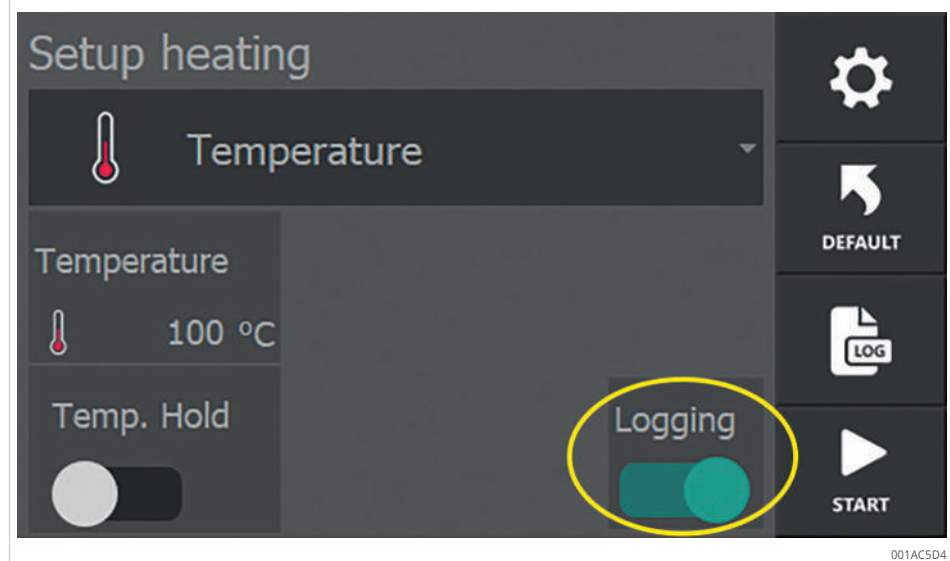 Setup heating
Temperature
Temperature
100 °C
Temp. Hold
Logging
DEFAULT
LOG
START
001AC5D4